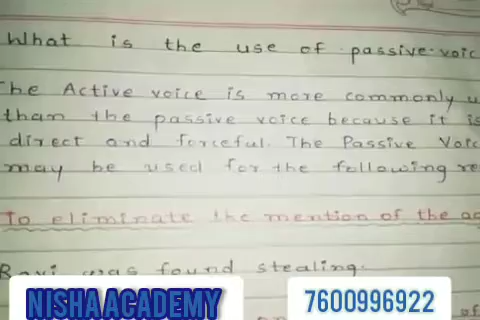 What is the use of passive-voic
he Active voice is more commonly u
than the passive voice because it is
direct and forceful. The Passive Voic
may be used for the following re
To eliminate the mention of the ag
Ravi was found stealing.
NISHA ACADEMY
7600996922